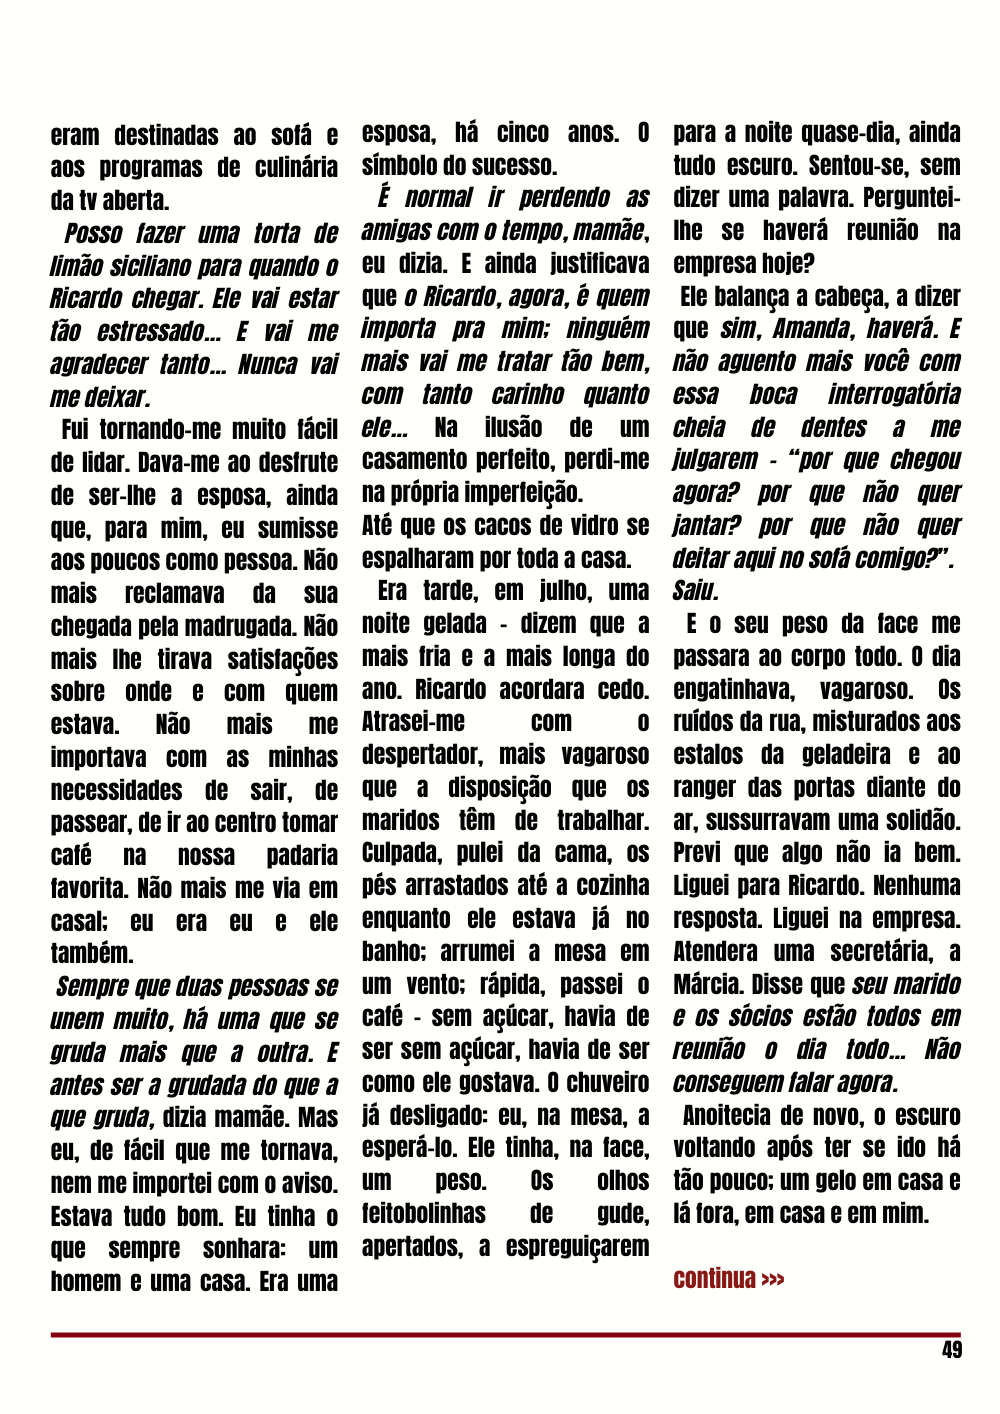 eram destinadas ao sofá e
aos programas de culinária
da tv aberta.
Posso fazer uma torta de
limão siciliano para quando o
Ricardo chegar. Ele vai estar
tão estressado... E vai me
agradecer tanto... Nunca vai
me deixar.
Fui tornando-me muito fácil
de lidar. Dava-me ao desfrute
de ser-lhe a esposa, ainda
que, para mim, eu sumisse
aos poucos como pessoa. Não
mais reclamava da sua
chegada pela madrugada. Não
mais lhe tirava satisfações
sobre onde e com quem
estava. Não mais me
importava com as minhas
necessidades de sair, de
passear, de ir ao centro tomar
café na nossa padaria
favorita. Não mais me via em
casal; eu era eu e ele
também.
Sempre que duas pessoas se
unem muito, há uma que se
gruda mais que a outra. E
antes ser a grudada do que a
que gruda, dizia mamãe. Mas
eu, de fácil que me tornava,
nem me importei com o aviso.
Estava tudo bom. Eu tinha o
que sempre sonhara: um
homem e uma casa. Era uma
esposa, há cinco anos. O
símbolo do sucesso.
É normal ir perdendo as
amigas com o tempo, mamãe,
eu dizia. E ainda justificava
que o Ricardo, agora, é quem
importa pra mim; ninguém
mais vai me tratar tão bem,
com tanto carinho quanto
ele... Na ilusão de um
casamento perfeito, perdi-me
na própria imperfeição.
Até que os cacos de vidro se
espalharam por toda a casa.
Era tarde, em julho, uma
noite gelada - dizem que a
mais fria e a mais longa do
ano. Ricardo acordara cedo.
Atrasei-me com o
despertador, mais vagaroso
que a disposição que os
maridos têm de trabalhar.
Culpada, pulei da cama, os
pés arrastados até a cozinha
enquanto ele estava já no
banho; arrumei a mesa em
um vento; rápida, passei o
café - sem açúcar, havia de
ser sem açúcar, havia de ser
como ele gostava. O chuveiro
já desligado: eu, na mesa, a
esperá-lo. Ele tinha, na face,
um peso. Os olhos
feitobolinhas de gude,
apertados, a espreguiçarem
para a noite quase-dia, ainda
tudo escuro. Sentou-se, sem
dizer uma palavra. Perguntei-
lhe se haverá reunião na
empresa hoje?
Ele balança a cabeça, a dizer
que sim, Amanda, haverá. E
não aguento mais você com
essa boca interrogatória
cheia de dentes a me
julgarem - “por que chegou
agora? por que não quer
jantar? por que não quer
deitar aqui no sofá comigo?”.
Saiu.
E o seu peso da face me
passara ao corpo todo. O dia
engatinhava, vagaroso. Os
ruídos da rua, misturados aos
estalos da geladeira e ao
ranger das portas diante do
ar, sussurravam uma solidão.
Previ que algo não ia bem.
Liguei para Ricardo. Nenhuma
resposta. Liguei na empresa.
Atendera uma secretária, a
Márcia. Disse que seu marido
e os sócios estão todos em
reunião o dia todo... Não
conseguem falar agora.
Anoitecia de novo, o escuro
voltando após ter se ido há
tão pouco; um gelo em casa e
lá fora, em casa e em mim.
continua >>>
49